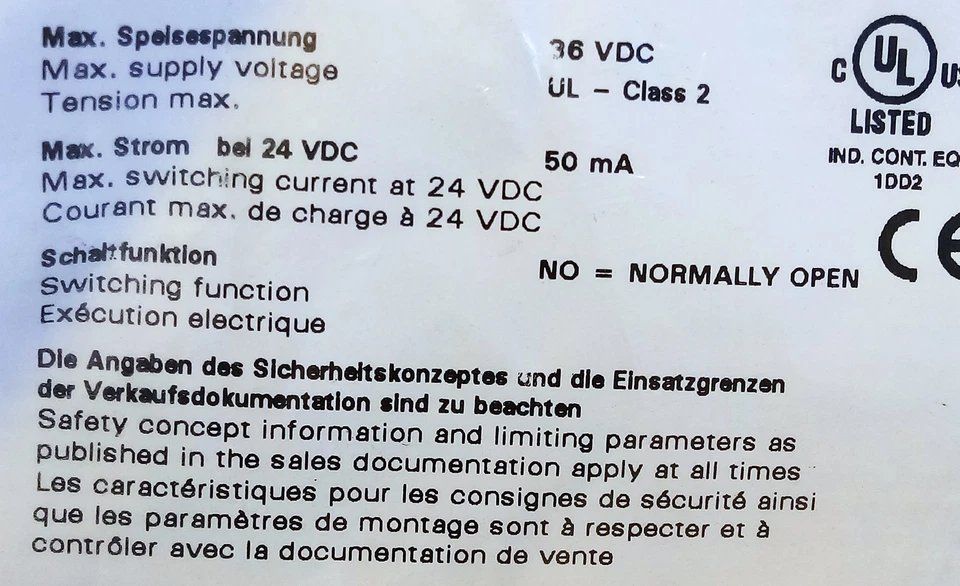 Max. Speisespannung
Max. supply voltage
Tension max.
36 VDC
UL - Class 2
Max. Strom bei 24 VDC
Max. switching current at 24 VDC
Courant max. de charge à 24 VDC
50 mA
Schaltfunktion
Switching function
Exécution electrique
NO = NORMALLY OPEN
C UL US
LISTED
IND. CONT. EQ
1DD2
CE
Die Angaben des Sicherheitskonzeptes und die Einsatzgrenzen
der Verkaufsdokumentation sind zu beachten
Safety concept information and limiting parameters as
published in the sales documentation apply at all times
Les caractéristiques pour les consignes de sécurité ainsi
que les paramètres de montage sont à respecter et à
contrôler avec la documentation de vente